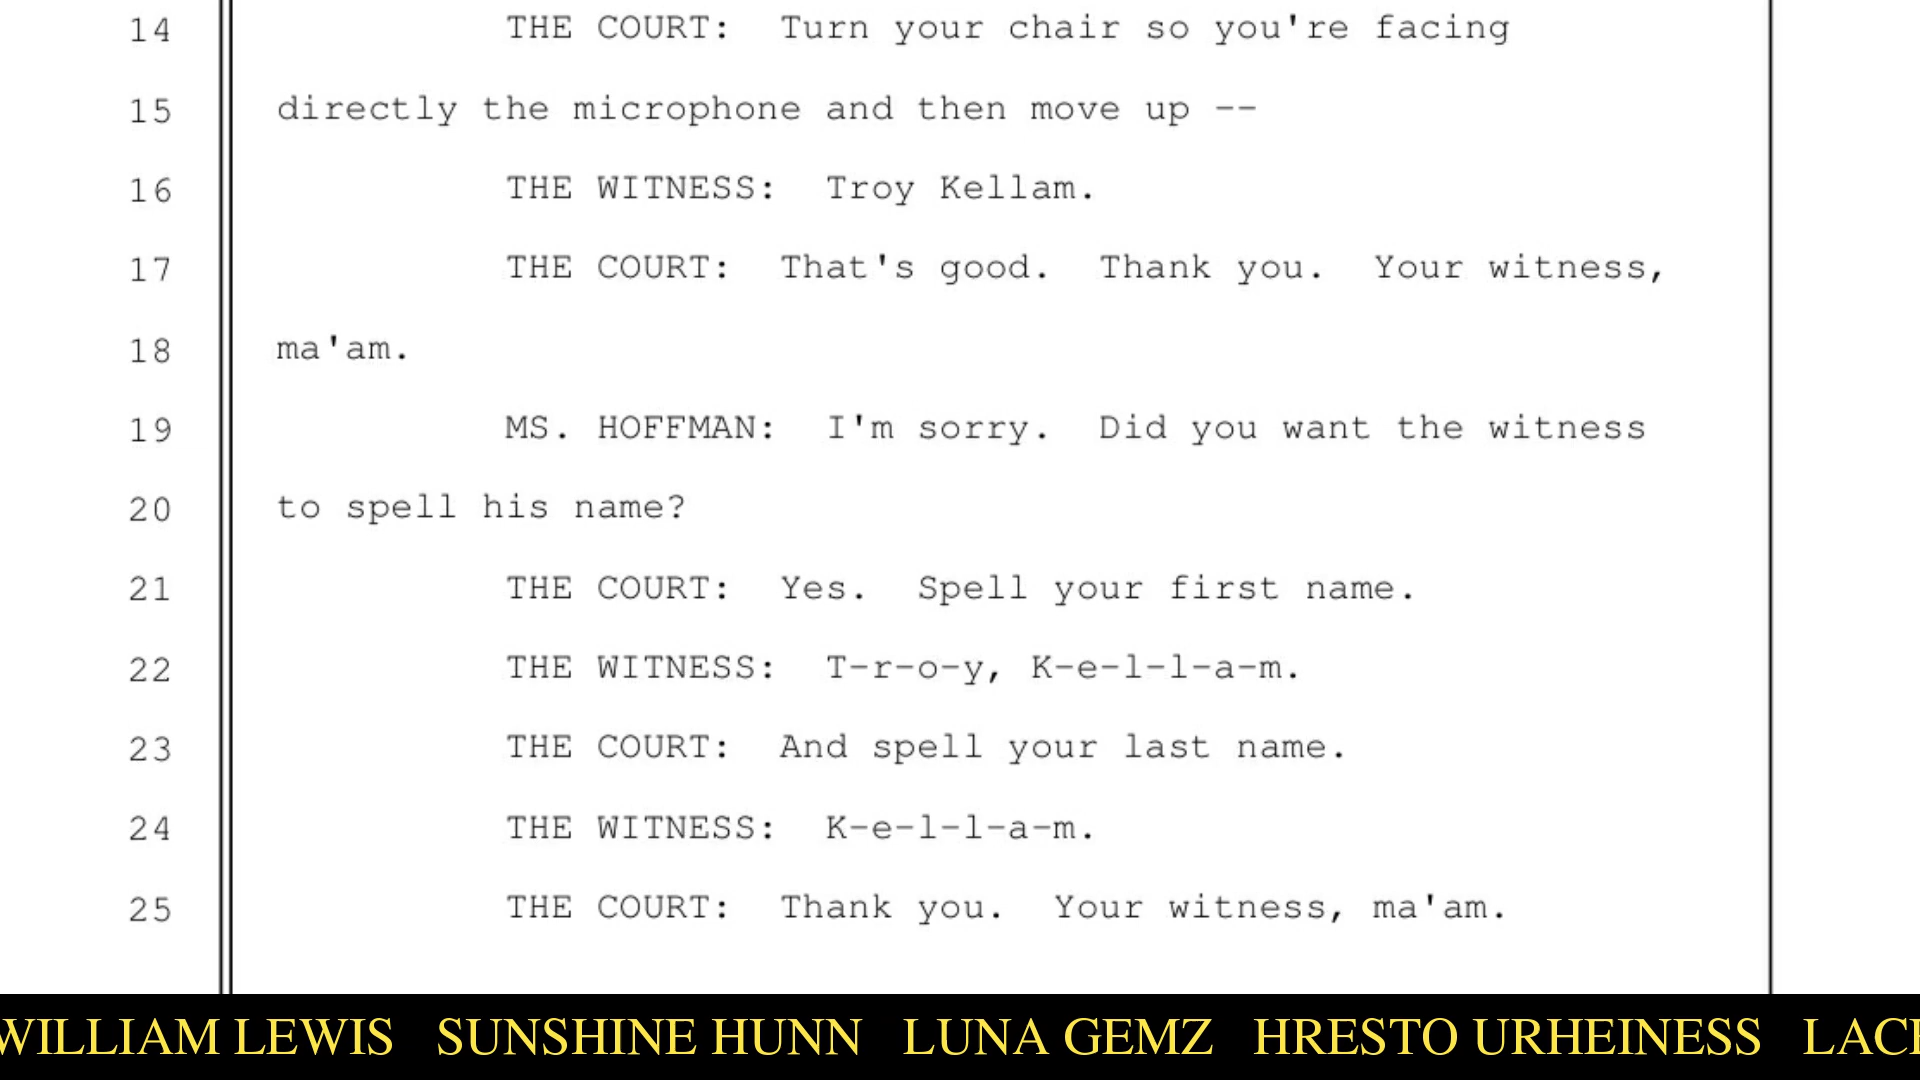 14 THE COURT: Turn your chair so you're facing
15 directly the microphone and then move up --
16 THE WITNESS: Troy Kellam.
17 THE COURT: That's good. Thank you. Your witness,
18 ma'am.
19 MS. HOFFMAN: I'm sorry. Did you want the witness
20 to spell his name?
21 THE COURT: Yes. Spell your first name.
22 THE WITNESS: T-r-o-y, K-e-l-l-a-m.
23 THE COURT: And spell your last name.
24 THE WITNESS: K-e-l-l-a-m.
25 THE COURT: Thank you. Your witness, ma'am.
WILLIAM LEWIS SUNSHINE HUNN LUNA GEMZ HRESTO URHEINESS